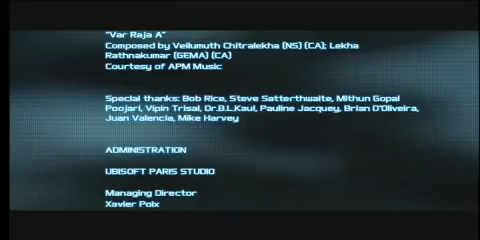 "Var Raja A"
Composed by Veilumuth Chitralekha (NS) (CA); Lekha
Rathnakumar (GEMA) (CA)
Courtesy of APM Music
Special thanks: Bob Rice, Steve Satterthwaite, Mithun Gopal
Poojari, Vipin Trisal, Dr.B.L.Kaul, Pauline Jacquey, Brian D'Oliveira,
Juan Valencia, Mike Harvey
ADMINISTRATION
UBISOFT PARIS STUDIO
Managing Director
Xavier Poix